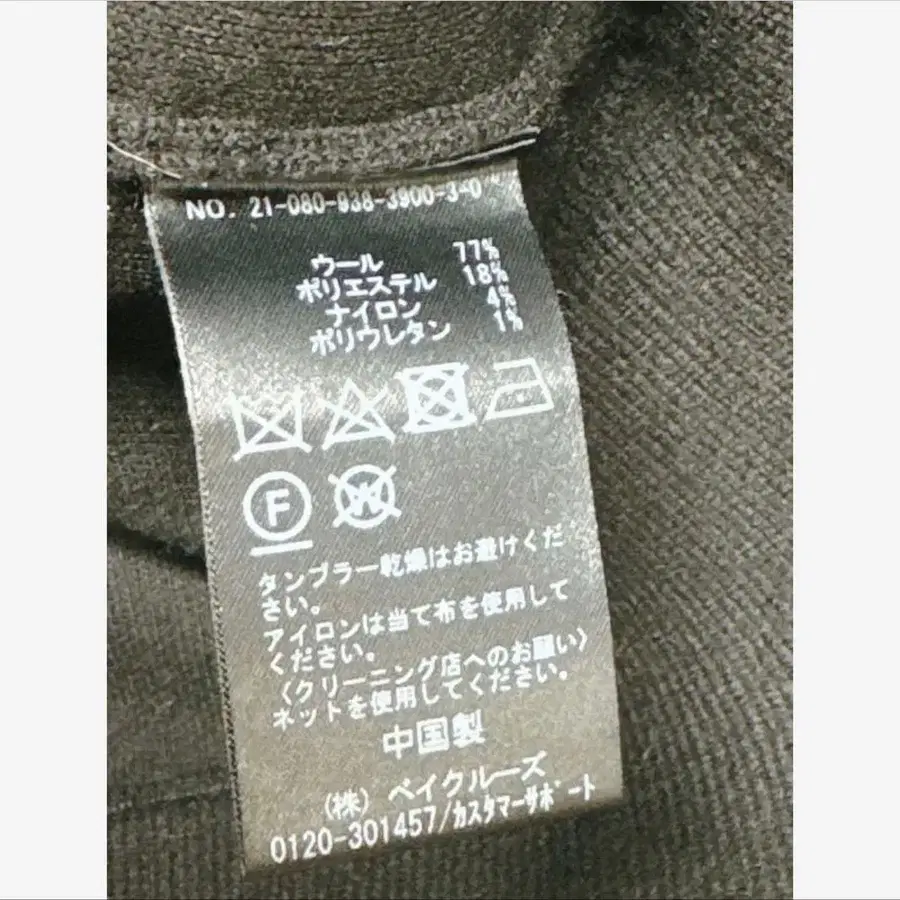 NO. 21-080-938-3900-3-0
ウール 77%
ポリエステル 18%
ナイロン 4%
ポリウレタン 1%
F W
タンブラー乾燥はお避けくだ
さい。
アイロンは当て布を使用して
ください。
〈クリーニング店へのお願い〉
ネットを使用してください。
中国製
(株) ベイクルーズ
0120-301457/カスタマーサポート